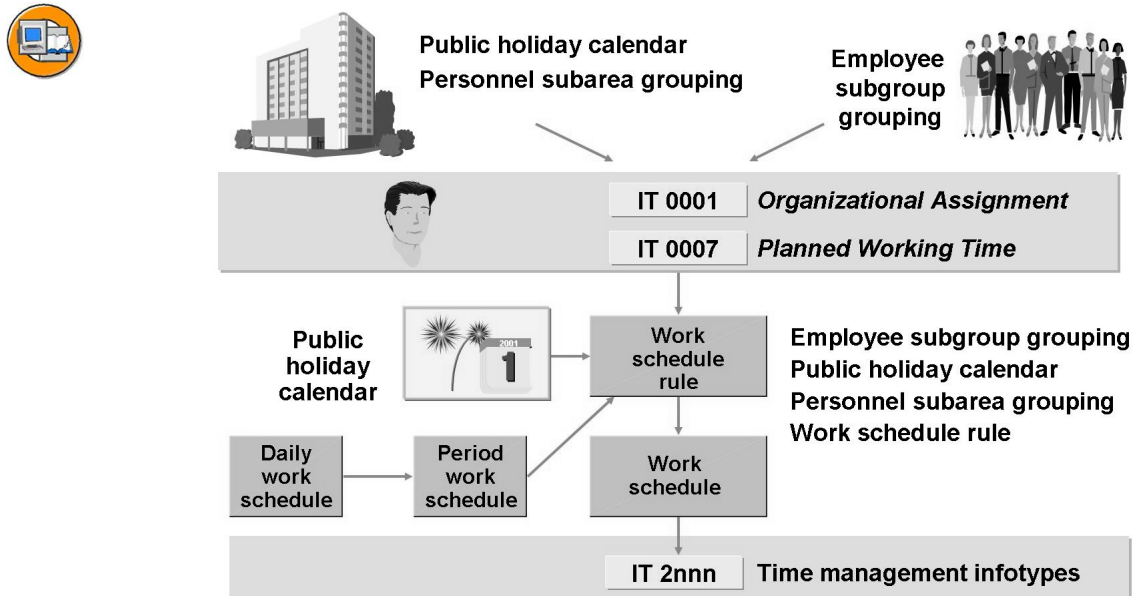 Public holiday calendar
Personnel subarea grouping
Employee
subgroup
grouping
IT 0001 Organizational Assignment
IT 0007 Planned Working Time
Public
holiday
calendar
2001
1
Work
schedule
rule
Employee subgroup grouping
Public holiday calendar
Personnel subarea grouping
Work schedule rule
Daily
work
schedule
Period
work
schedule
Work
schedule
IT 2nnn Time management infotypes